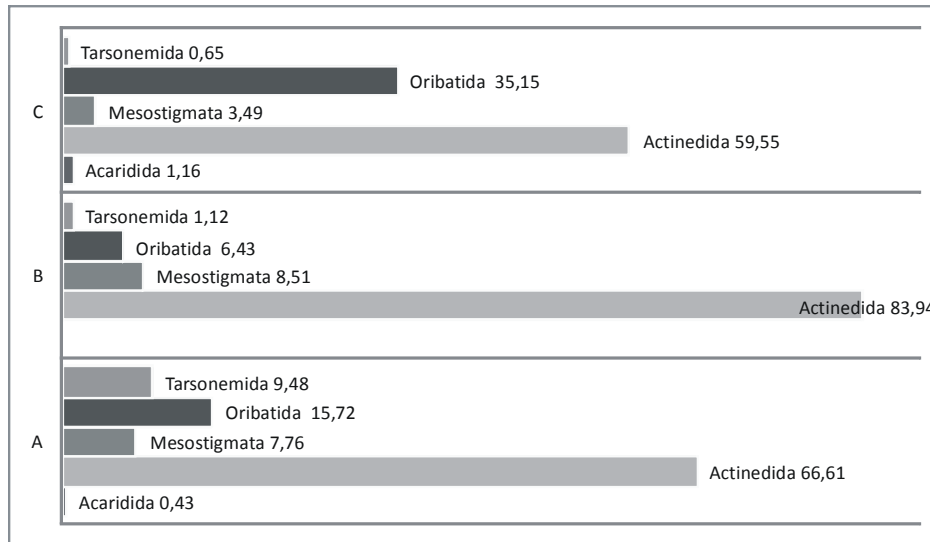 Tarsonemida 0,65
Oribatida 35,15
C
Mesostigmata 3,49
Actinedida 59,55
Acaridida 1,16
Tarsonemida 1,12
Oribatida 6,43
B
Mesostigmata 8,51
Actinedida 83,94
Tarsonemida 9,48
Oribatida 15,72
A
Mesostigmata 7,76
Actinedida 66,61
Acaridida 0,43